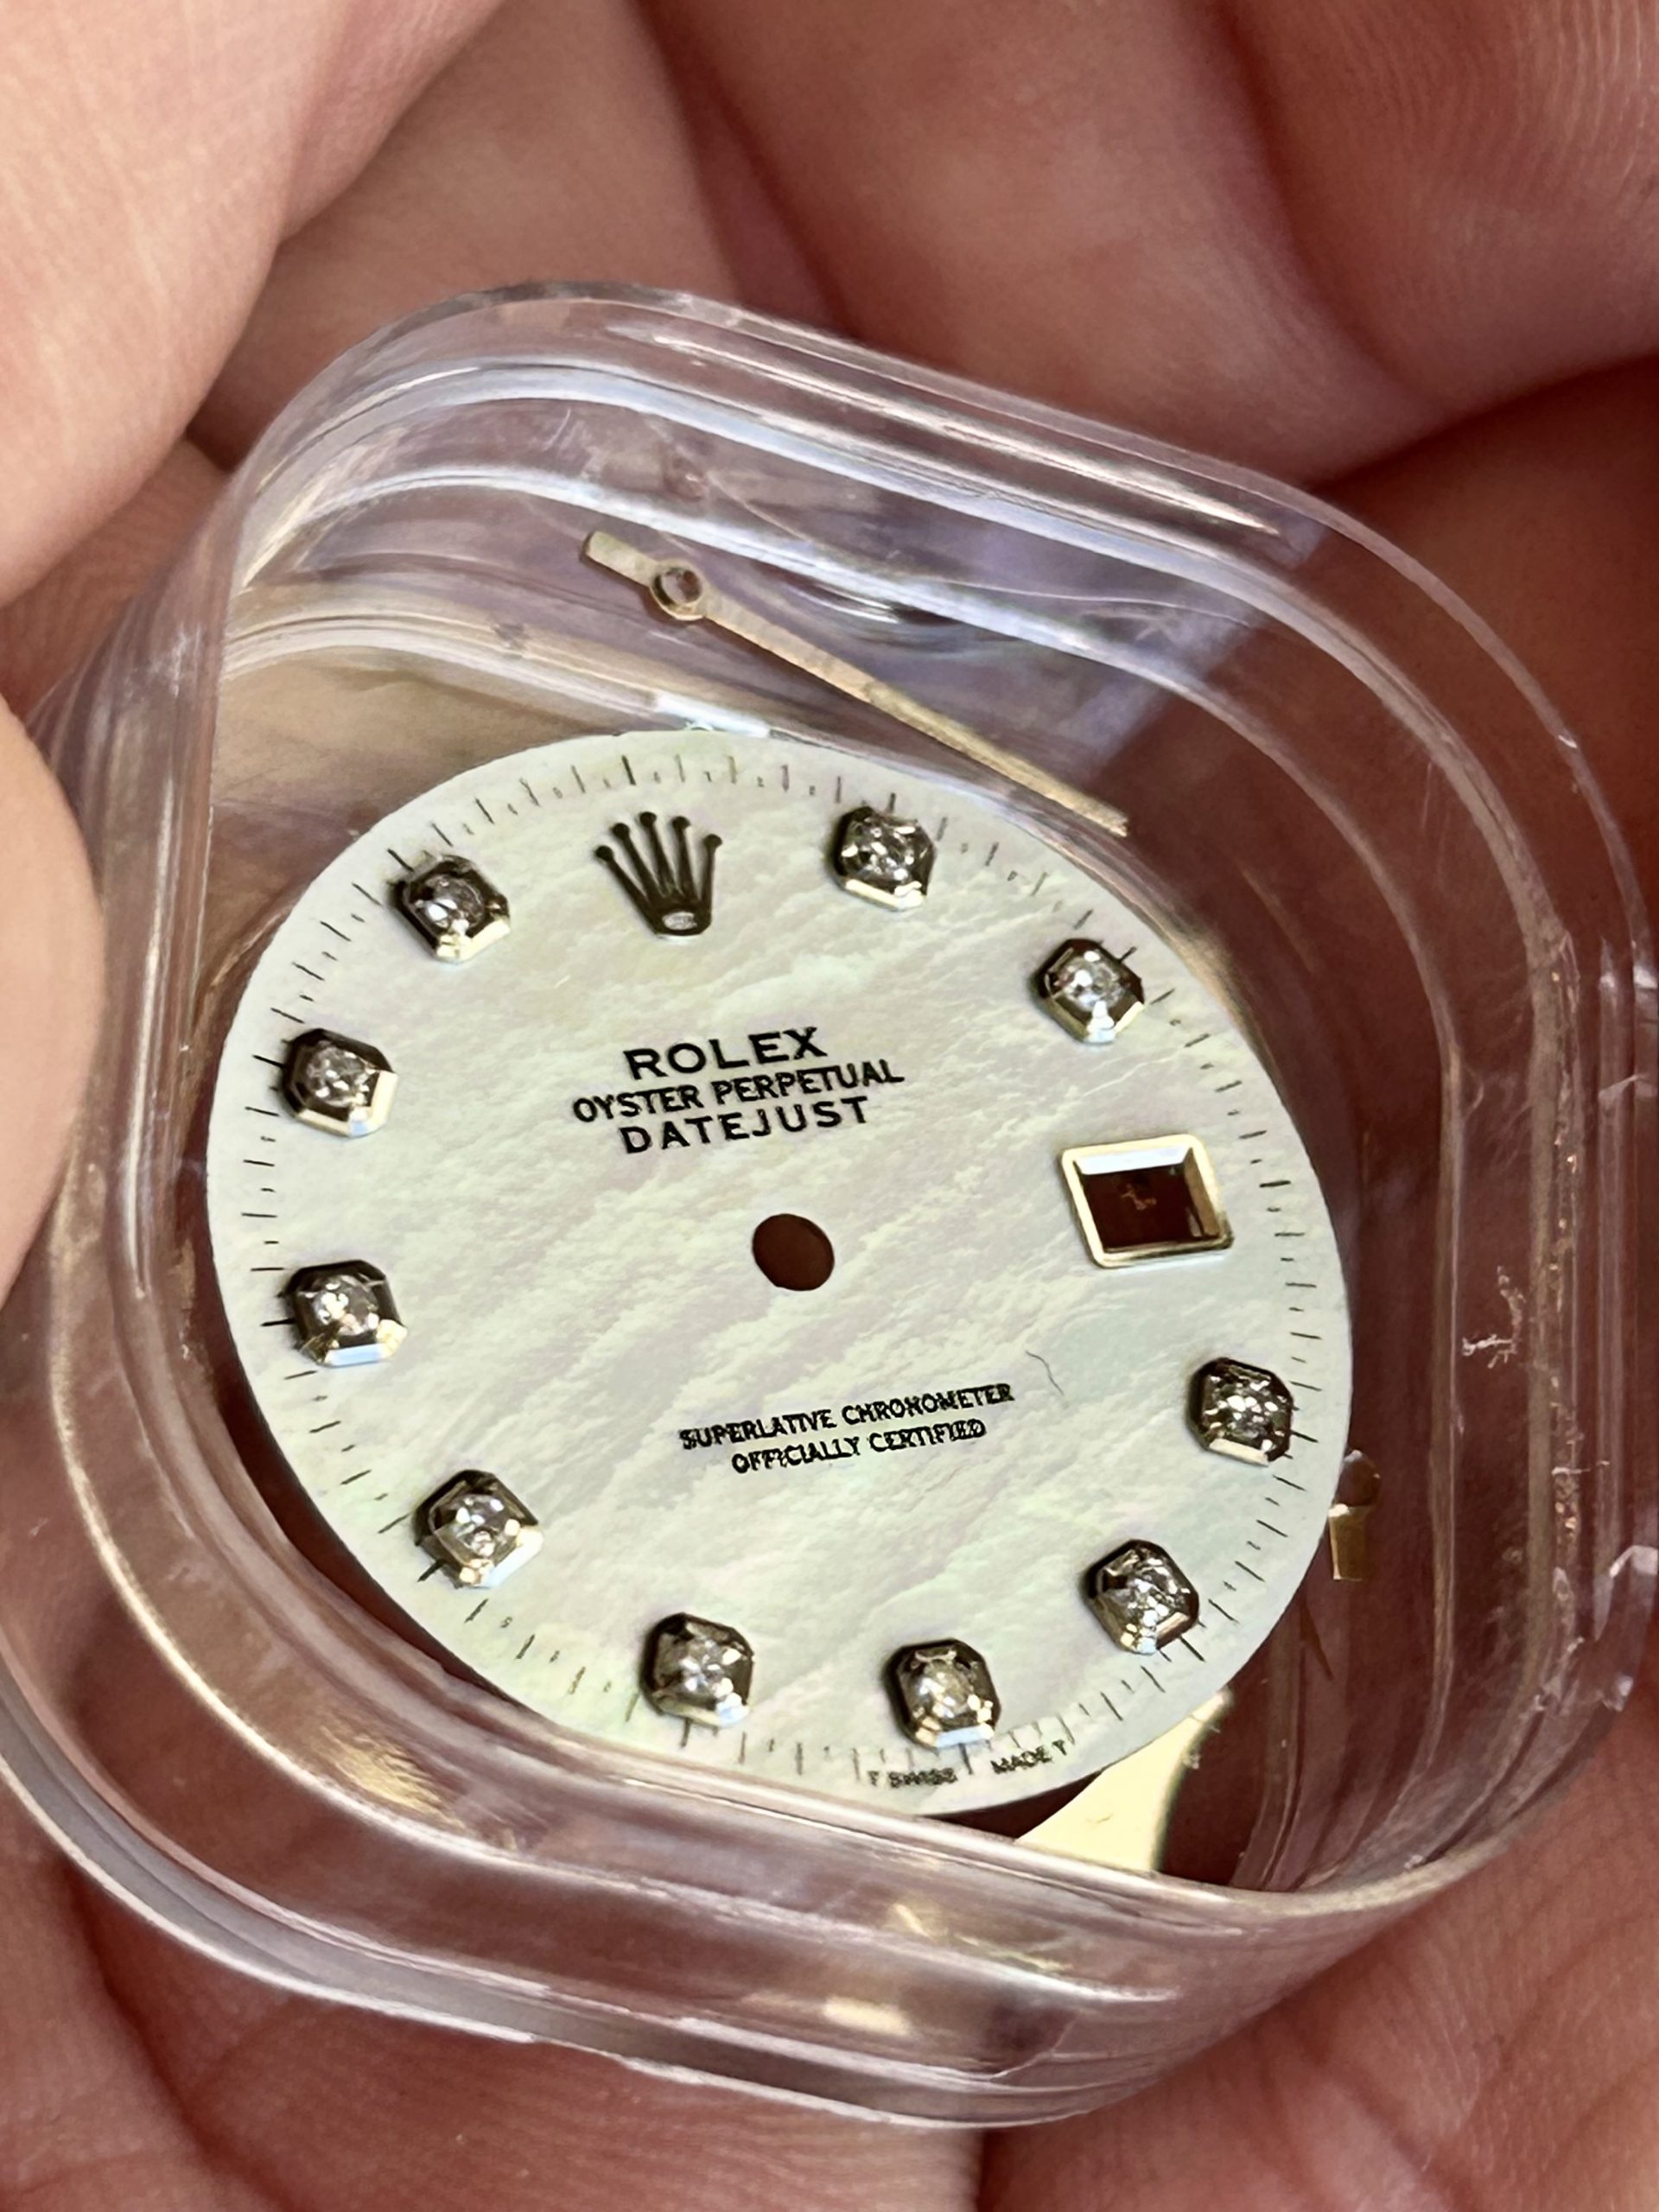 ROLEX
OYSTER PERPETUAL
DATEJUST
SUPERLATIVE CHRONOMETER
OFFICIALLY CERTIFIED
T SWISS MADE T